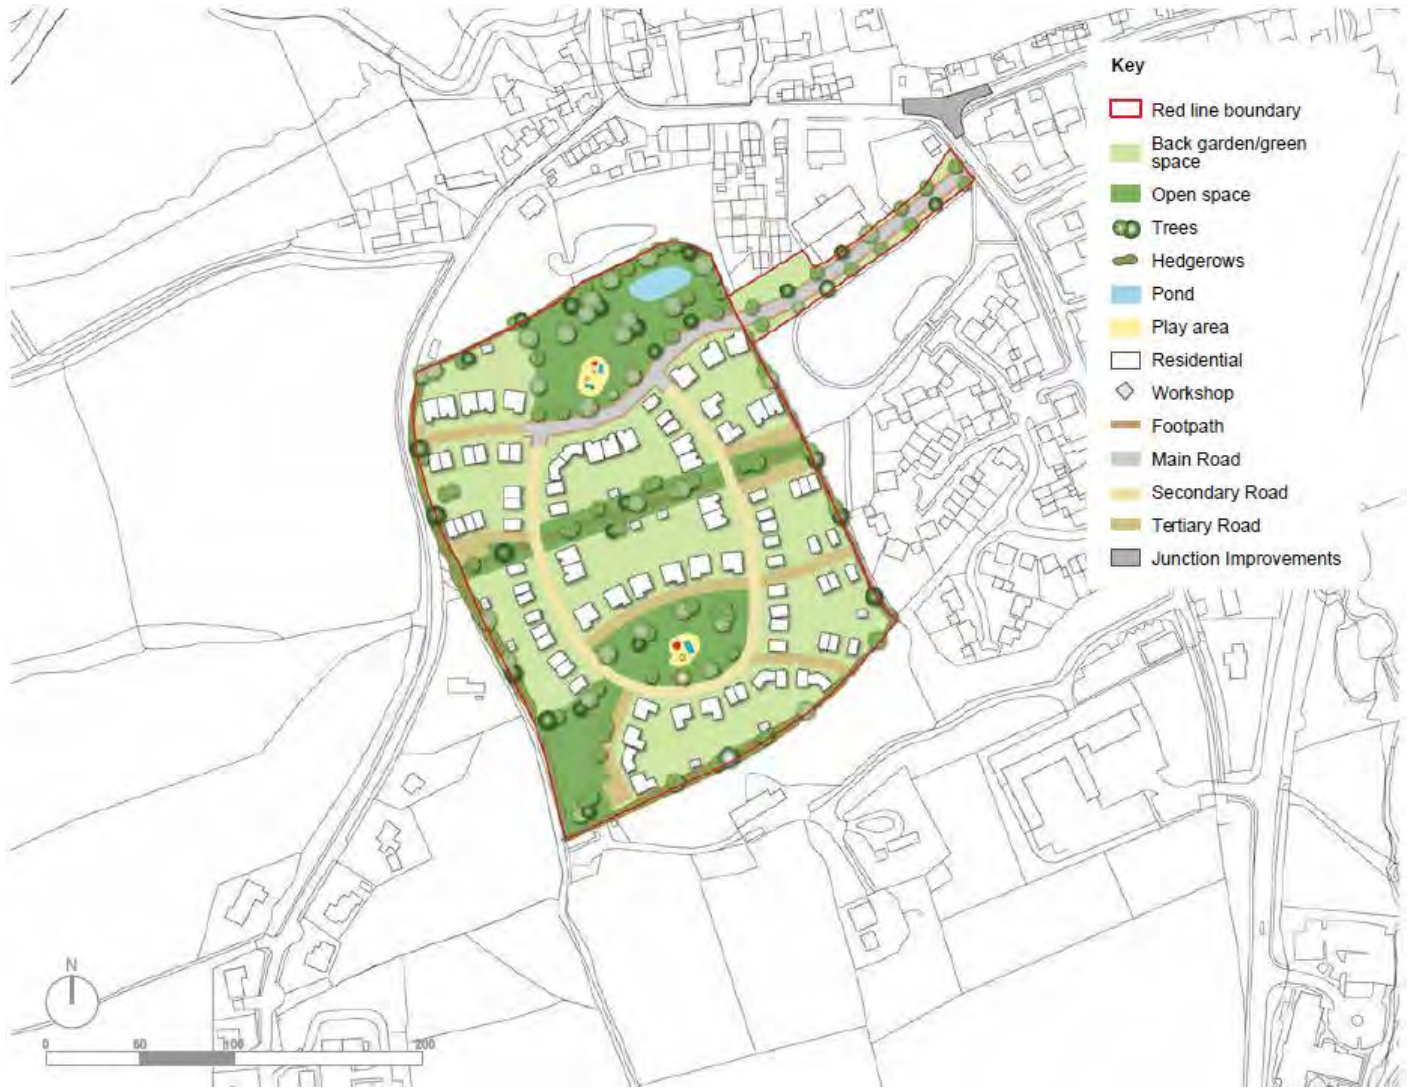 Key
Red line boundary
Back garden/green
space
Open space
Trees
Hedgerows
Pond
Play area
Residential
Workshop
Footpath
Main Road
Secondary Road
Tertiary Road
Junction Improvements
N
0 50 100 200